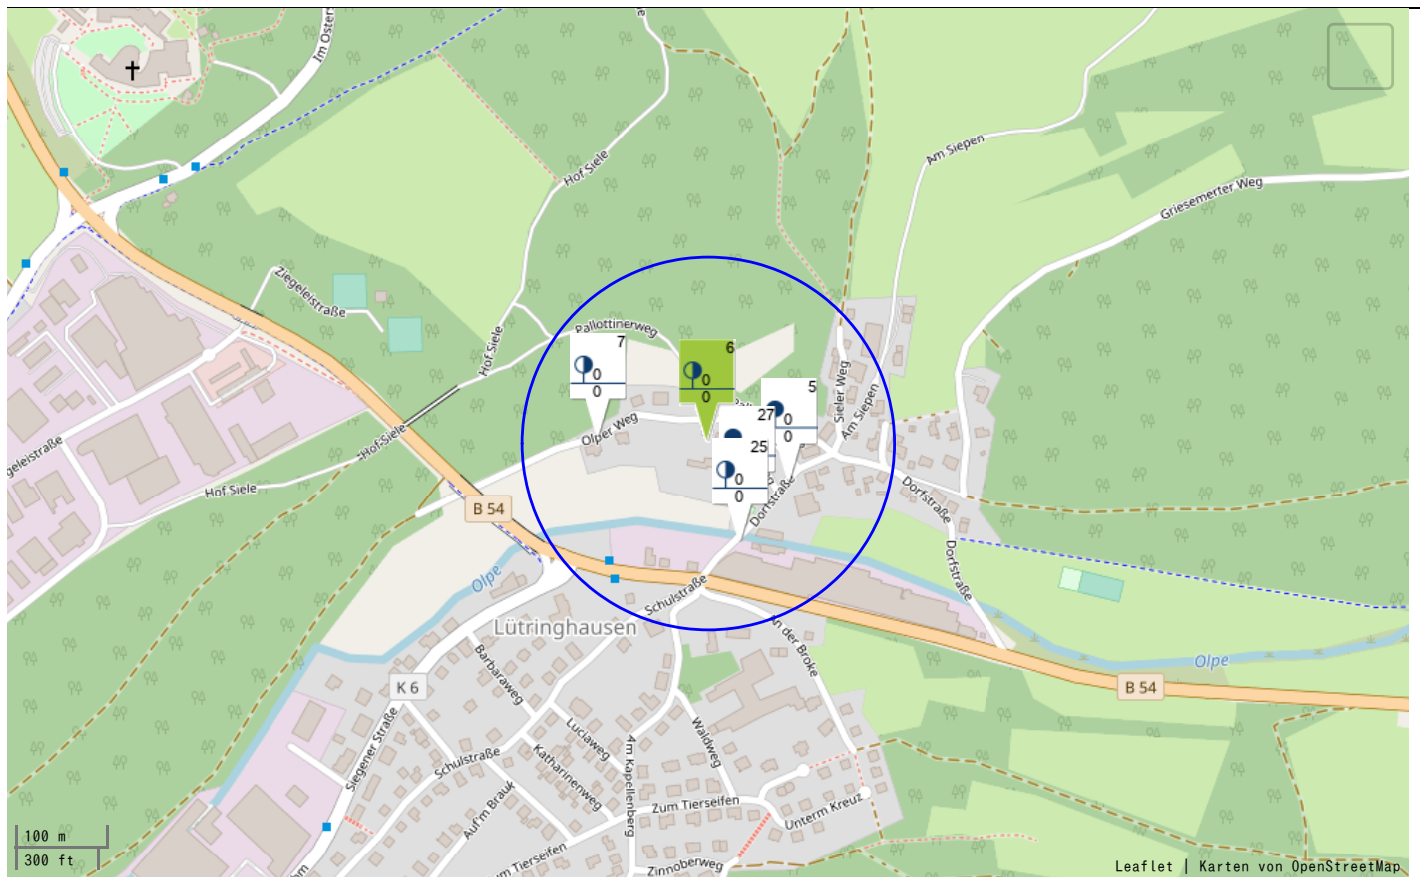 Im Osters
Hof Siele
Am Siepen
Griesemerter Weg
Ziegeleistraße
Pallottinerweg
Hof Siele
7
0
0
6
0
0
5
0
0
27
25
0
0
Sieler Weg
Am Siepen
Olper Weg
Hof Siele
geleistraße
Hof Siele
B 54
Dorfstraße
Dorfstraße
Dorfstraße
Olpe
Schulstraße
Lütringhausen
An der Broke
Olpe
K 6
B 54
Barbaraweg
Siegener Straße
Luciaweg
Waldweg
Schulstraße
Katharinenweg
Am Kapellenberg
Auf'm Brauk
Zum Tierseifen
Unterm Kreuz
m Tierseifen
Zinnoberweg
100 m
300 ft
Leaflet | Karten von OpenStreetMap